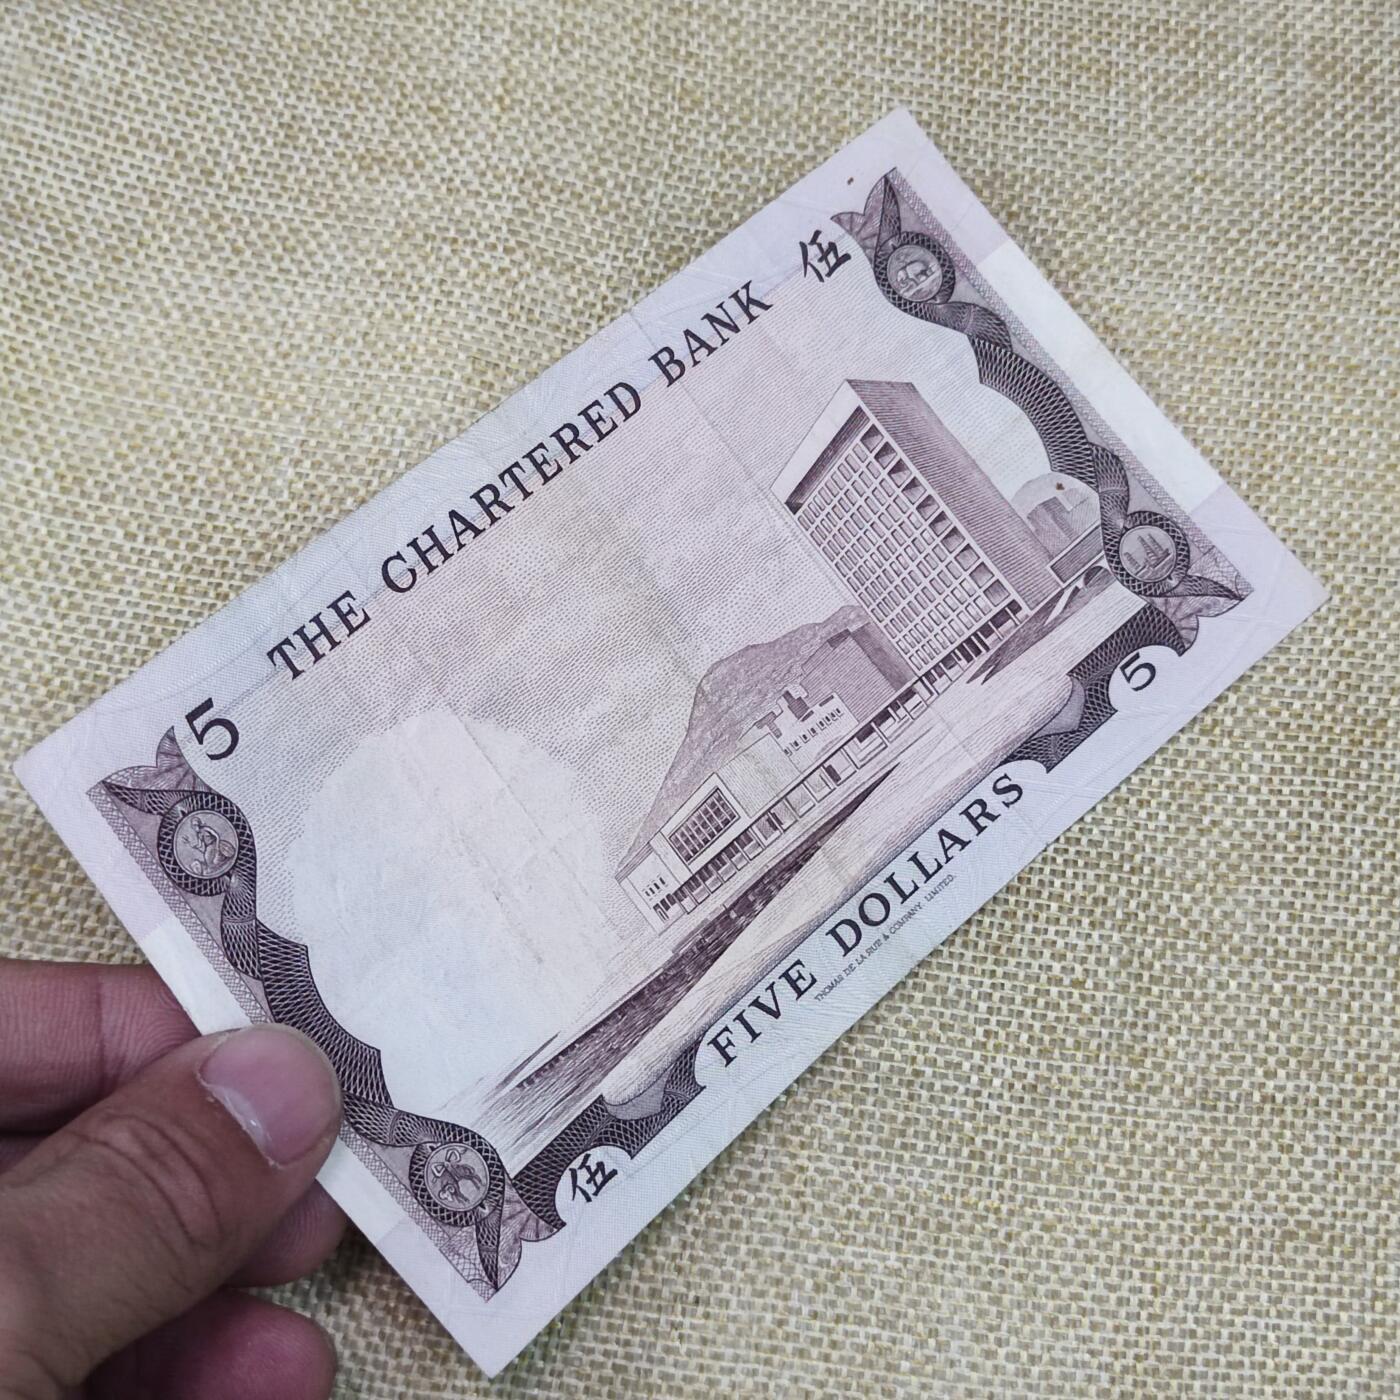 THE CHARTERED BANK 伍
5
5
FIVE DOLLARS
伍
THOMAS DE LA RUE & COMPANY, LIMITED.